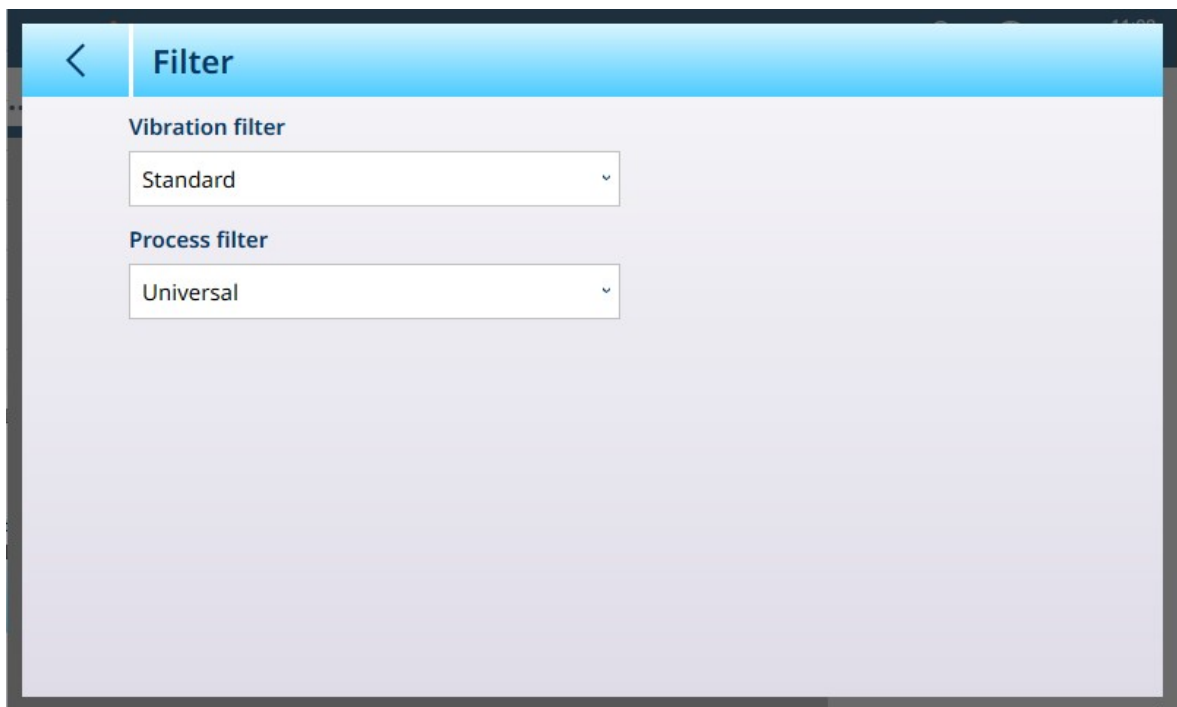 Filter
Vibration filter
Standard
Process filter
Universal